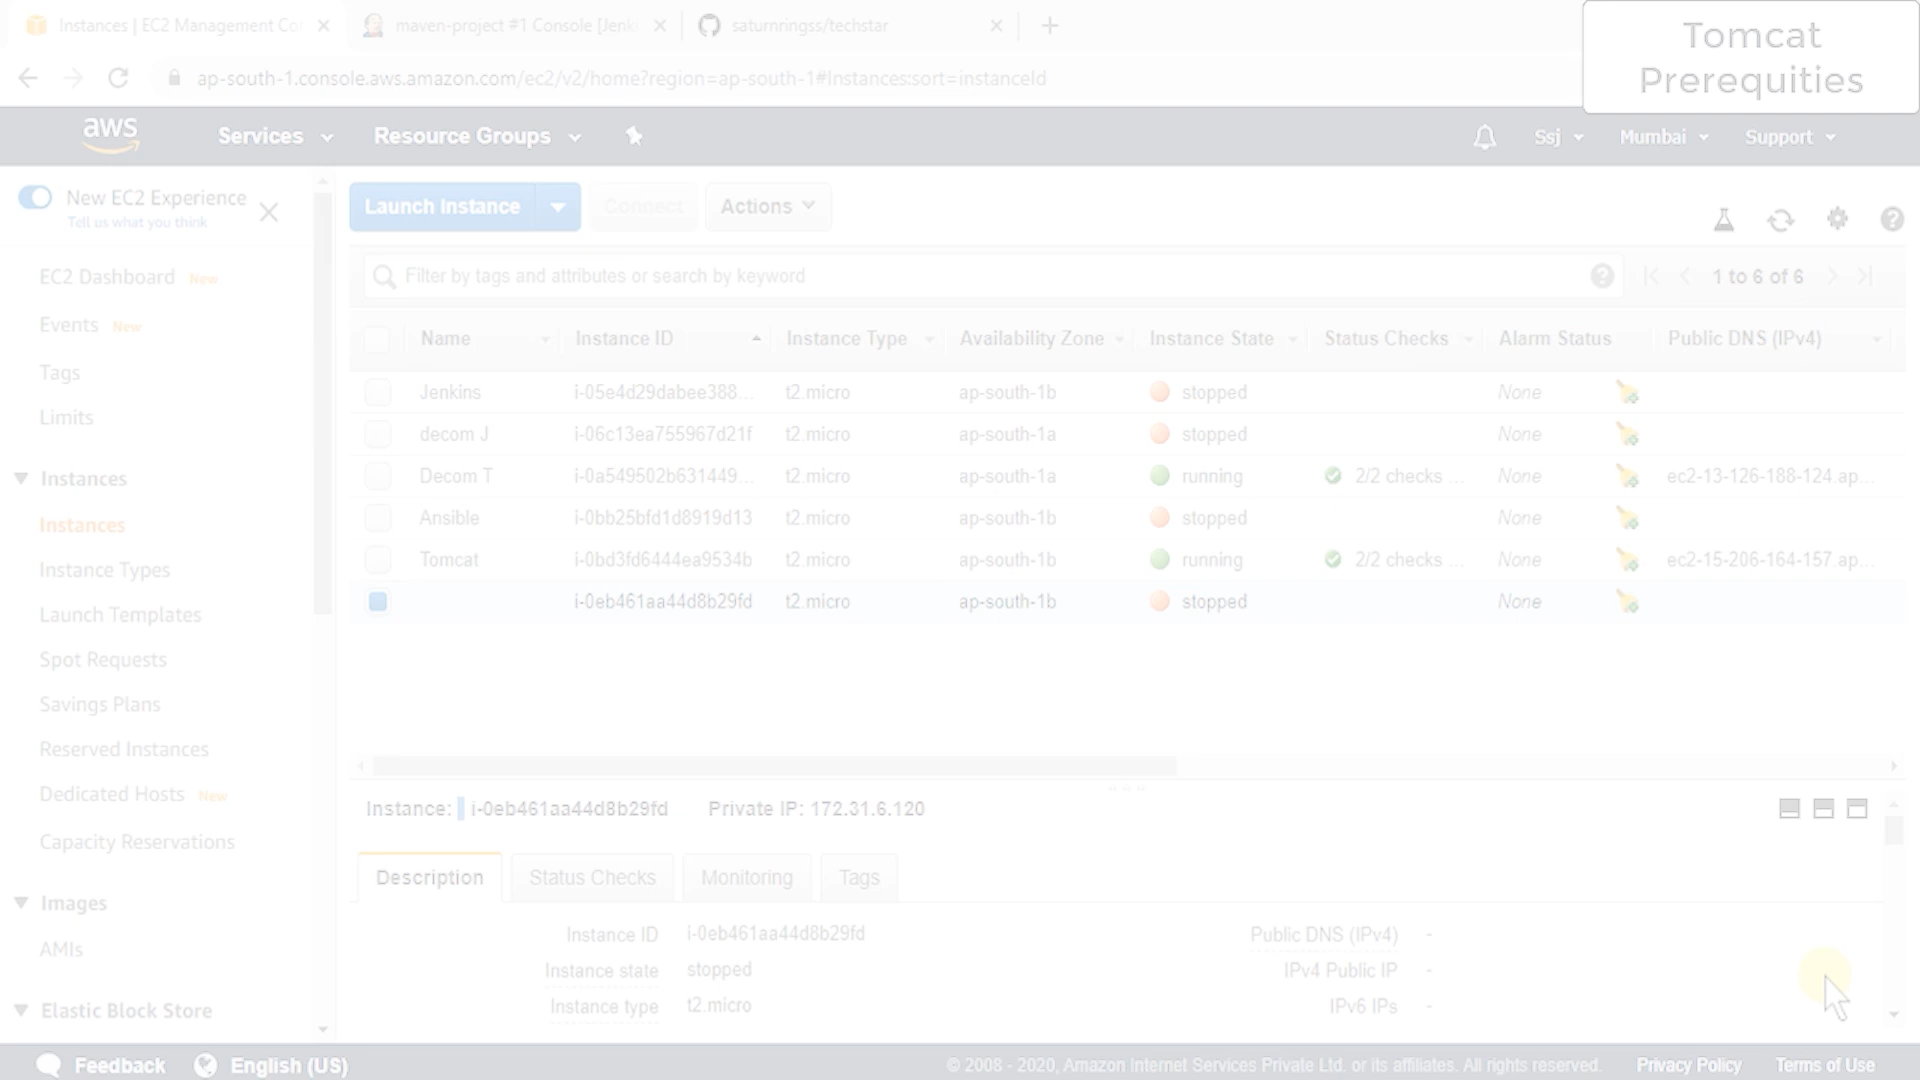 Instances | EC2 Management Co
maven-project #1 Console [Jenk
saturnringss/techstar
Tomcat
Prerequities
ap-south-1.console.aws.amazon.com/ec2/v2/home?region=ap-south-1#Instances:sort=instanceId
aws
Services
Resource Groups
Ssj
Mumbai
Support
New EC2 Experience
Tell us what you think
Launch Instance
Connect
Actions
EC2 Dashboard New
Events New
Tags
Limits
Instances
Instances
Instance Types
Launch Templates
Spot Requests
Savings Plans
Reserved Instances
Dedicated Hosts New
Capacity Reservations
Images
AMIs
Elastic Block Store
Filter by tags and attributes or search by keyword
1 to 6 of 6
Name Instance ID Instance Type Availability Zone Instance State Status Checks Alarm Status Public DNS (IPv4)
Jenkins i-05e4d29dabee388... t2.micro ap-south-1b stopped None
decom J i-06c13ea755967d21f t2.micro ap-south-1a stopped None
Decom T i-0a549502b631449... t2.micro ap-south-1a running 2/2 checks ... None ec2-13-126-188-124.ap...
Ansible i-0bb25bfd1d8919d13 t2.micro ap-south-1b stopped None
Tomcat i-0bd3fd6444ea9534b t2.micro ap-south-1b running 2/2 checks ... None ec2-15-206-164-157.ap...
i-0eb461aa44d8b29fd t2.micro ap-south-1b stopped None
Instance: i-0eb461aa44d8b29fd Private IP: 172.31.6.120
Description
Status Checks
Monitoring
Tags
Instance ID i-0eb461aa44d8b29fd
Public DNS (IPv4) -
Instance state stopped
IPv4 Public IP -
Instance type t2.micro
IPv6 IPs -
Feedback
English (US)
© 2008 - 2020, Amazon Internet Services Private Ltd. or its affiliates. All rights reserved.
Privacy Policy
Terms of Use